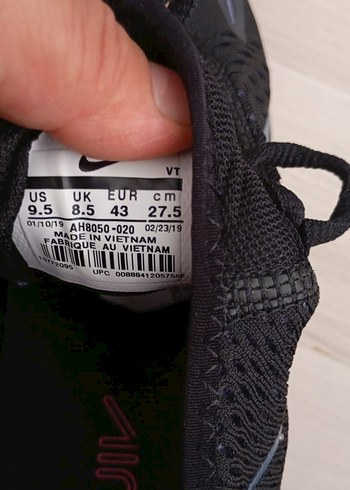 VT
US UK EUR cm
9.5 8.5 43 27.5
01/10/19 AH8050-020 02/23/19
MADE IN VIETNAM
FABRIQUE AU VIETNAM
UPC
AIR